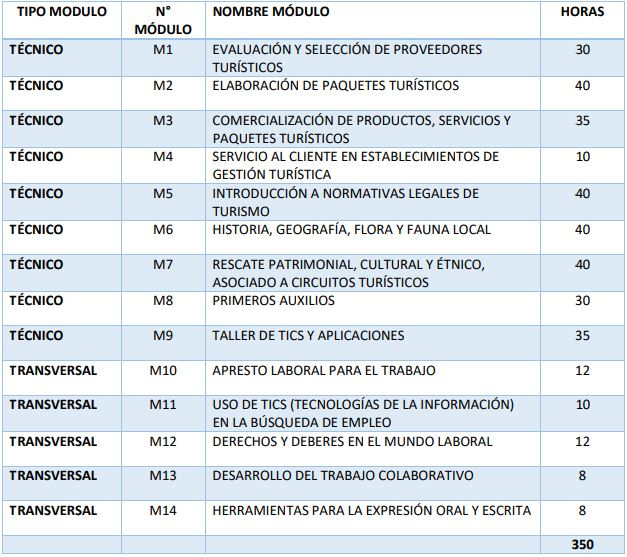 TIPO MODULO N° MÓDULO NOMBRE MÓDULO HORAS
TÉCNICO M1 EVALUACIÓN Y SELECCIÓN DE PROVEEDORES
TURÍSTICOS 30
TÉCNICO M2 ELABORACIÓN DE PAQUETES TURÍSTICOS 40
TÉCNICO M3 COMERCIALIZACIÓN DE PRODUCTOS, SERVICIOS Y
PAQUETES TURÍSTICOS 35
TÉCNICO M4 SERVICIO AL CLIENTE EN ESTABLECIMIENTOS DE
GESTIÓN TURÍSTICA 10
TÉCNICO M5 INTRODUCCIÓN A NORMATIVAS LEGALES DE
TURISMO 40
TÉCNICO M6 HISTORIA, GEOGRAFÍA, FLORA Y FAUNA LOCAL 40
TÉCNICO M7 RESCATE PATRIMONIAL, CULTURAL Y ÉTNICO,
ASOCIADO A CIRCUITOS TURÍSTICOS 40
TÉCNICO M8 PRIMEROS AUXILIOS 30
TÉCNICO M9 TALLER DE TICS Y APLICACIONES 35
TRANSVERSAL M10 APRESTO LABORAL PARA EL TRABAJO 12
TRANSVERSAL M11 USO DE TICS (TECNOLOGÍAS DE LA INFORMACIÓN)
EN LA BÚSQUEDA DE EMPLEO 10
TRANSVERSAL M12 DERECHOS Y DEBERES EN EL MUNDO LABORAL 12
TRANSVERSAL M13 DESARROLLO DEL TRABAJO COLABORATIVO 8
TRANSVERSAL M14 HERRAMIENTAS PARA LA EXPRESIÓN ORAL Y ESCRITA 8
350